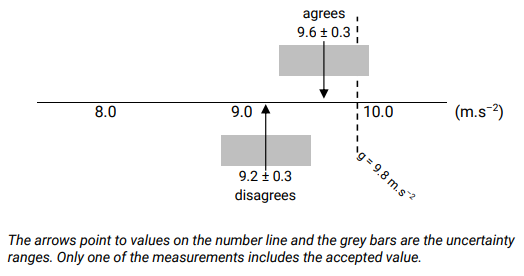 agrees
9.6 ± 0.3
8.0 9.0 10.0 (m.s⁻²)
g = 9.8 m.s⁻²
9.2 ± 0.3
disagrees
The arrows point to values on the number line and the grey bars are the uncertainty
ranges. Only one of the measurements includes the accepted value.